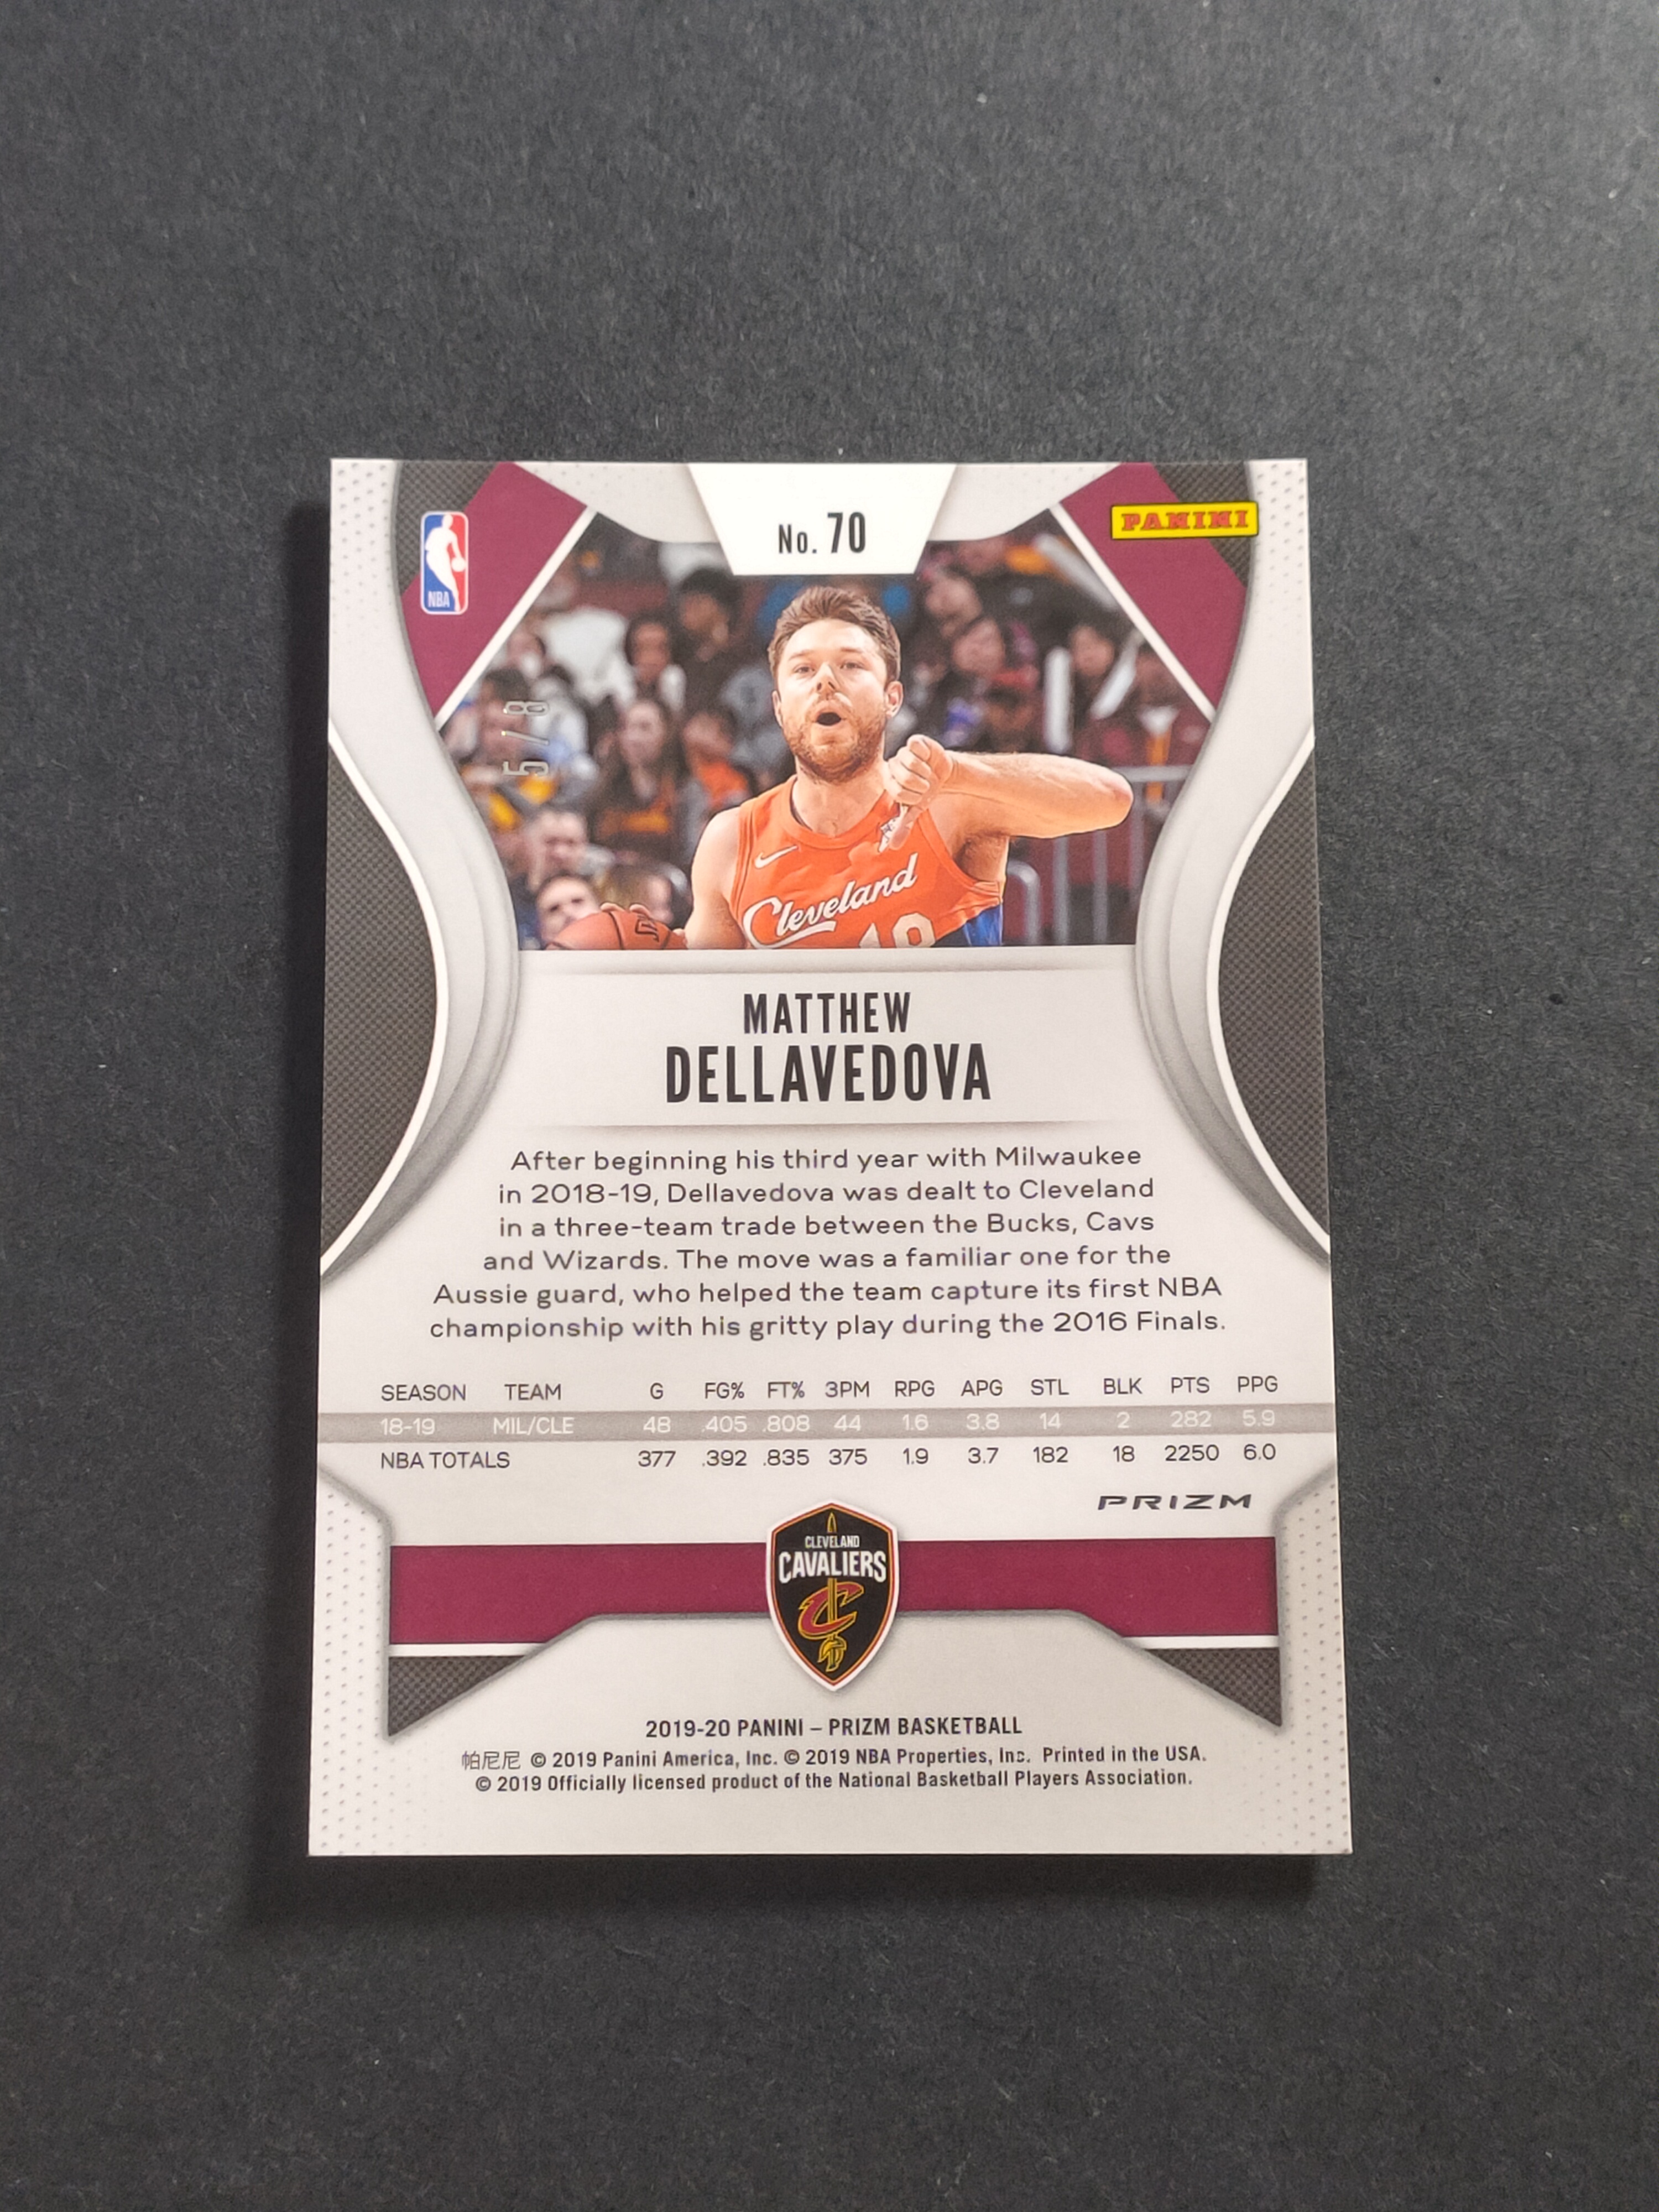 No. 70
PANINI
NBA
5/8
Cleveland
MATTHEW
DELLAVEDOVA
After beginning his third year with Milwaukee
in 2018-19, Dellavedova was dealt to Cleveland
in a three-team trade between the Bucks, Cavs
and Wizards. The move was a familiar one for the
Aussie guard, who helped the team capture its first NBA
championship with his gritty play during the 2016 Finals.
SEASON TEAM G FG% FT% 3PM RPG APG STL BLK PTS PPG
18-19 MIL/CLE 48 .405 .808 44 1.6 3.8 14 2 282 5.9
NBA TOTALS 377 .392 .835 375 1.9 3.7 182 18 2250 6.0
PRIZM
CLEVELAND
CAVALIERS
C
2019-20 PANINI – PRIZM BASKETBALL
帕尼尼 © 2019 Panini America, Inc. © 2019 NBA Properties, Inc. Printed in the USA.
© 2019 Officially licensed product of the National Basketball Players Association.